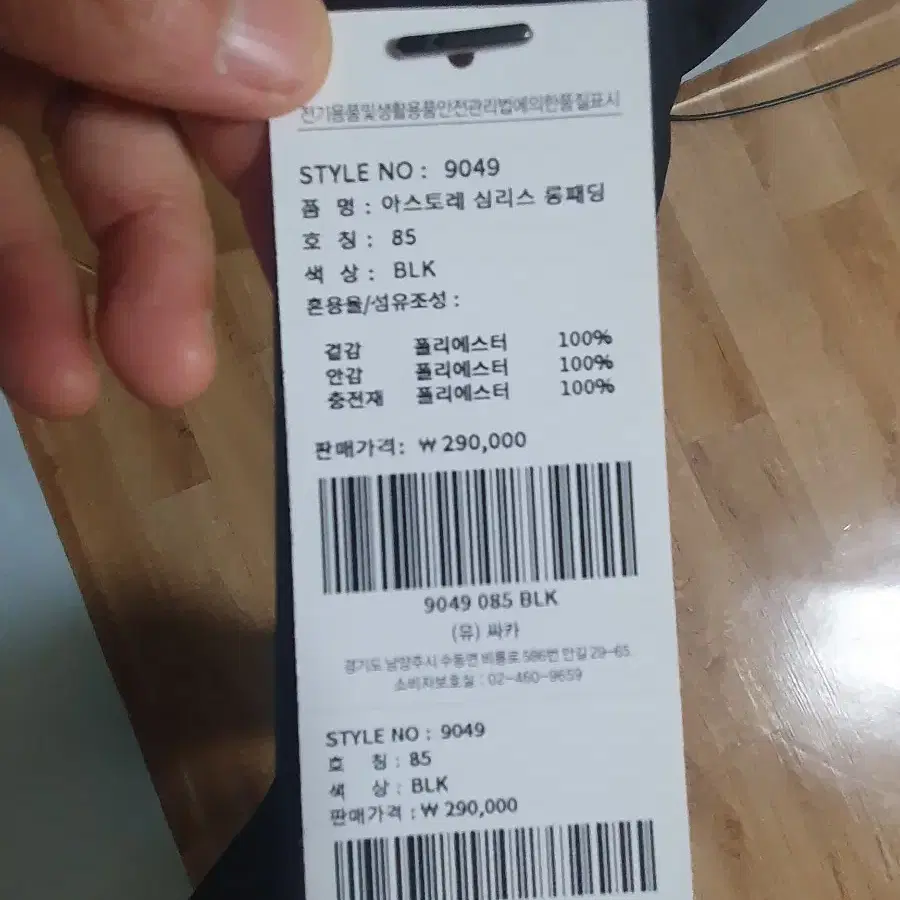 전기용품및생활용품안전관리법에의한품질표시
STYLE NO : 9049
품 명 : 아스토레 심리스 롱패딩
호 칭 : 85
색 상 : BLK
혼용율/섬유조성 :
겉감 폴리에스터 100%
안감 폴리에스터 100%
충전재 폴리에스터 100%
판매가격: ₩ 290,000
9049 085 BLK
(유) 싸카
경기도 남양주시 수동면 비룡로 586번 안길 29-65
소비자보호실 : 02-460-9659
STYLE NO : 9049
호 칭 : 85
색 상 : BLK
판매가격 : ₩ 290,000